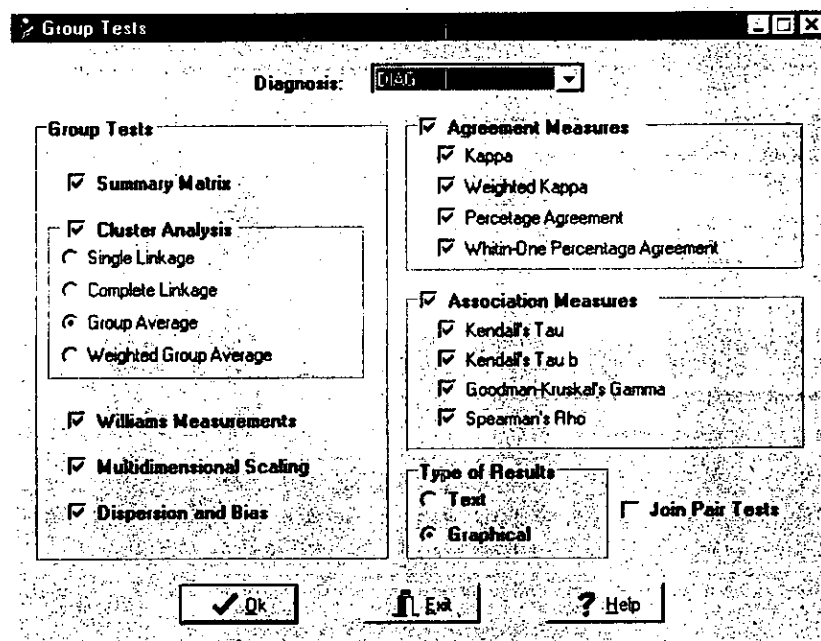 Group Tests
Diagnosis: DIAG
Group Tests
Summary Matrix
Cluster Analysis
Single Linkage
Complete Linkage
Group Average
Weighted Group Average
Williams Measurements
Multidimensional Scaling
Dispersion and Bias
Agreement Measures
Kappa
Weighted Kappa
Percetage Agreement
Whitin-One Percentage Agreement
Association Measures
Kendall's Tau
Kendall's Tau b
Goodman-Kruskal's Gamma
Spearman's Rho
Type of Results
Text
Graphical
Join Pair Tests
Ok
Exit
Help